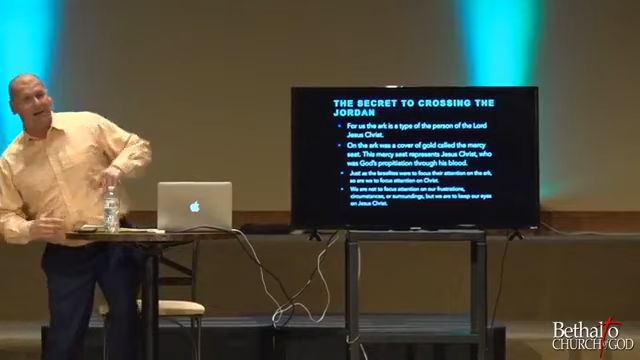 THE SECRET TO CROSSING THE
JORDAN
For us the ark is a type of the person of the Lord
Jesus Christ.
On the ark was a cover of gold called the mercy
seat. This mercy seat represents Jesus Christ, who
was God's propitiation through his blood.
Just as the Israelites were to focus their attention on the ark,
so are we to focus attention on Christ.
We are not to focus attention on our frustrations,
circumstances, or surroundings, but we are to keep our eyes
on Jesus Christ.
Bethalto
CHURCH of GOD